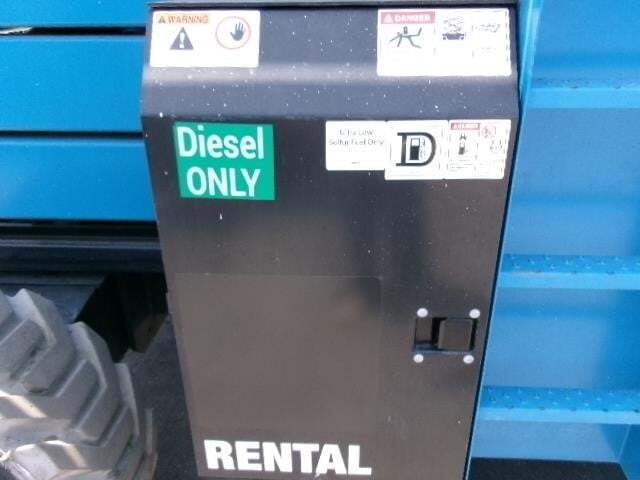 WARNING
DANGER
Diesel
ONLY
Ultra Low
Sulfur Fuel Only
D
RENTAL